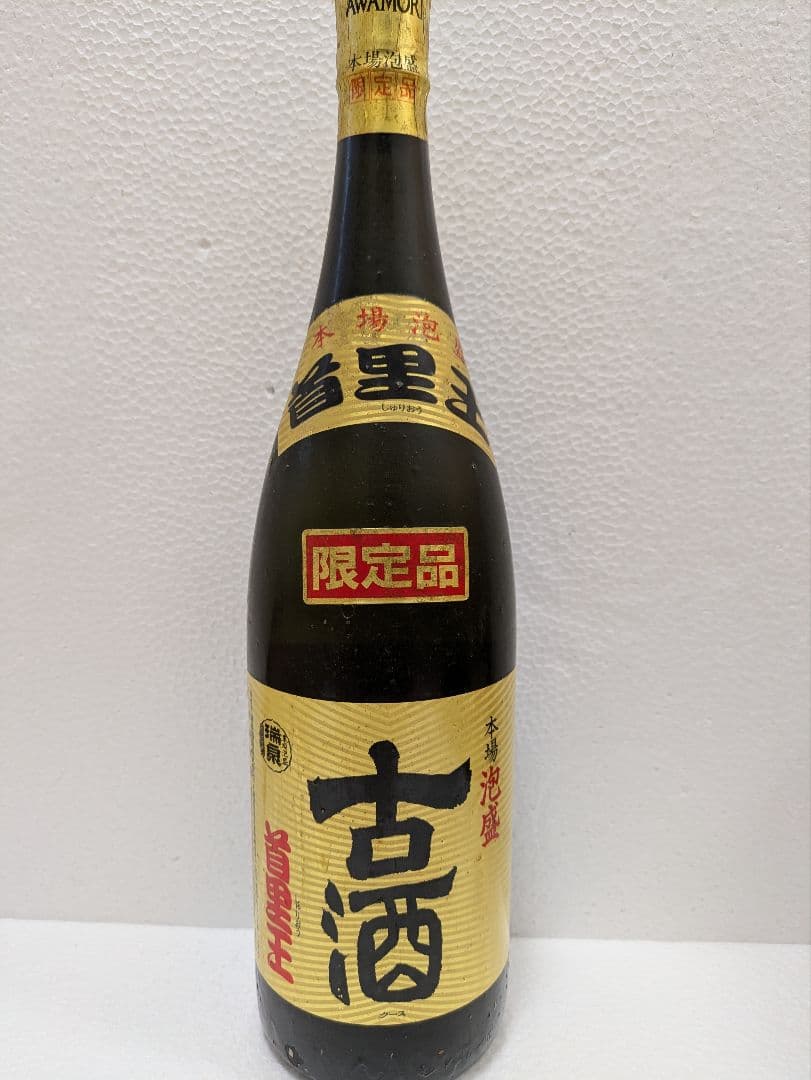 AWAMORI
本場泡盛
限定品
本場泡盛
首里王
しゅりおう
限定品
本場
泡盛
古酒
クース
瑞泉
首里王